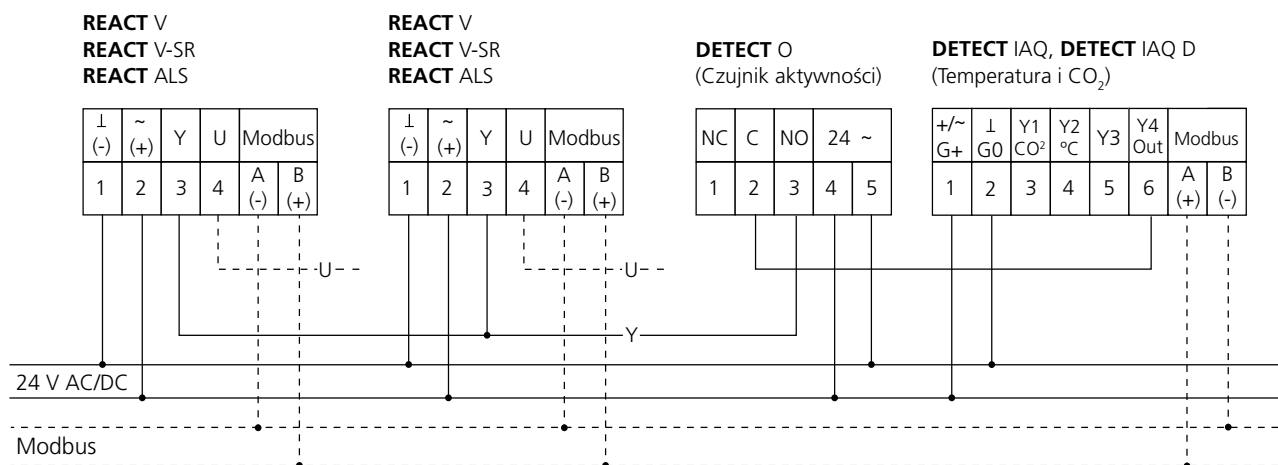 REACT V
REACT V-SR
REACT ALS
REACT V
REACT V-SR
REACT ALS
DETECT O
(Czujnik aktywności)
DETECT IAQ, DETECT IAQ D
(Temperatura i CO₂)
⊥ (-) ~ (+) Y U Modbus
1 2 3 4 A (-) B (+)
⊥ (-) ~ (+) Y U Modbus
1 2 3 4 A (-) B (+)
NC C NO 24 ~
1 2 3 4 5
+/~ G+ ⊥ G0 Y1 CO² Y2 ºC Y3 Y4 Out Modbus
1 2 3 4 5 6 A (+) B (-)
U
U
Y
24 V AC/DC
Modbus